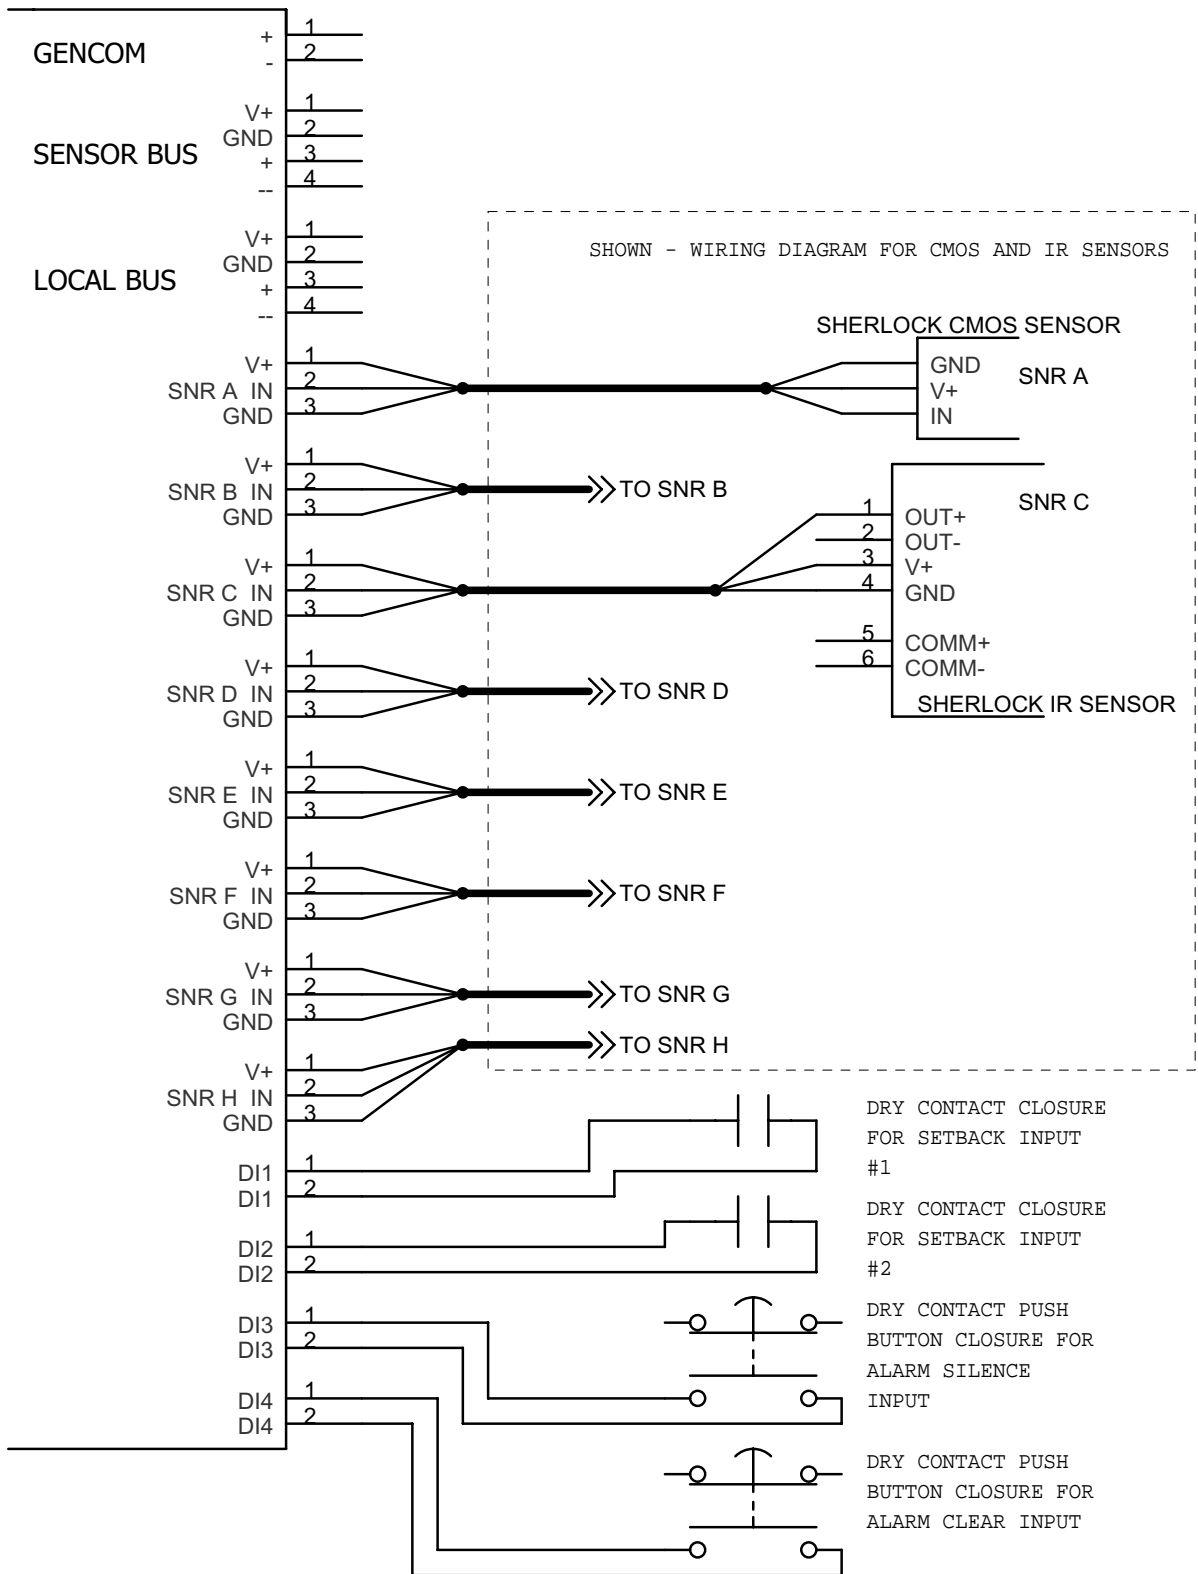 GENCOM
+ 1
- 2
SENSOR BUS
V+ 1
GND 2
+ 3
-- 4
LOCAL BUS
V+ 1
GND 2
+ 3
-- 4
SHOWN - WIRING DIAGRAM FOR CMOS AND IR SENSORS
SHERLOCK CMOS SENSOR
GND
V+
IN
SNR A
V+ 1
SNR A IN 2
GND 3
V+ 1
SNR B IN 2
GND 3
TO SNR B
SNR C
1 OUT+
2 OUT-
3 V+
4 GND
5 COMM+
6 COMM-
SHERLOCK IR SENSOR
V+ 1
SNR C IN 2
GND 3
V+ 1
SNR D IN 2
GND 3
TO SNR D
V+ 1
SNR E IN 2
GND 3
TO SNR E
V+ 1
SNR F IN 2
GND 3
TO SNR F
V+ 1
SNR G IN 2
GND 3
TO SNR G
TO SNR H
V+ 1
SNR H IN 2
GND 3
DI1 1
DI1 2
DRY CONTACT CLOSURE
FOR SETBACK INPUT
#1
DI2 1
DI2 2
DRY CONTACT CLOSURE
FOR SETBACK INPUT
#2
DI3 1
DI3 2
DRY CONTACT PUSH
BUTTON CLOSURE FOR
ALARM SILENCE
INPUT
DI4 1
DI4 2
DRY CONTACT PUSH
BUTTON CLOSURE FOR
ALARM CLEAR INPUT